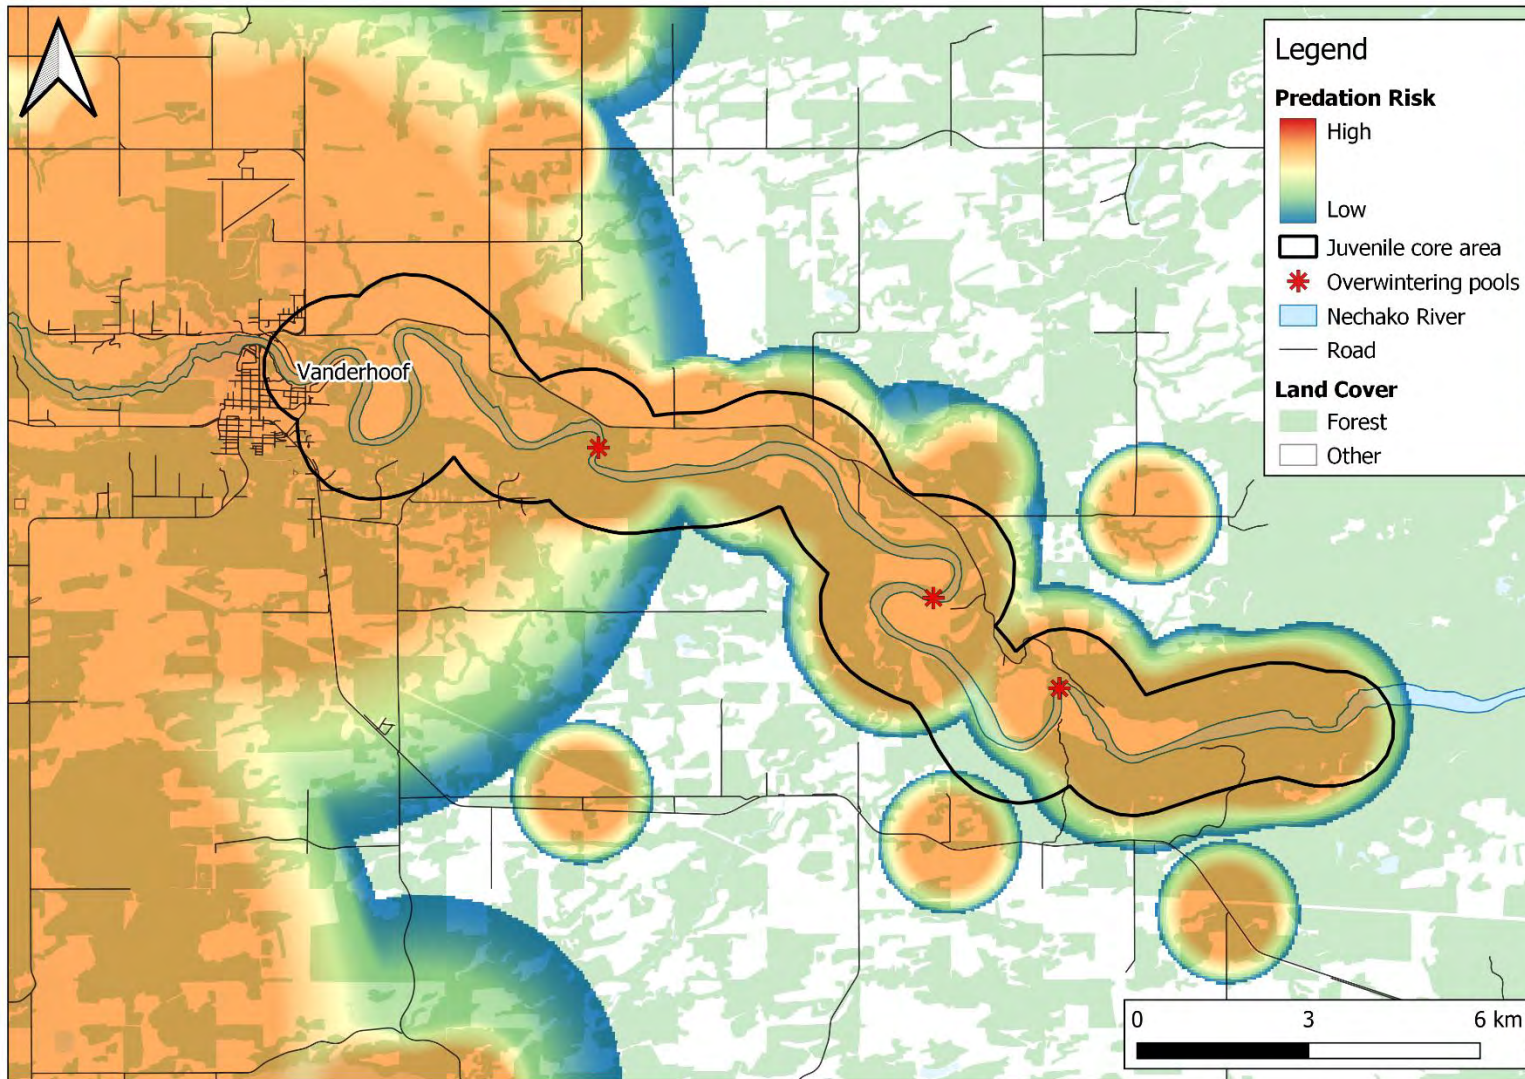 Legend
Predation Risk
High
Low
Juvenile core area
Overwintering pools
Nechako River
Road
Land Cover
Forest
Other
Vanderhoof
0 3 6 km